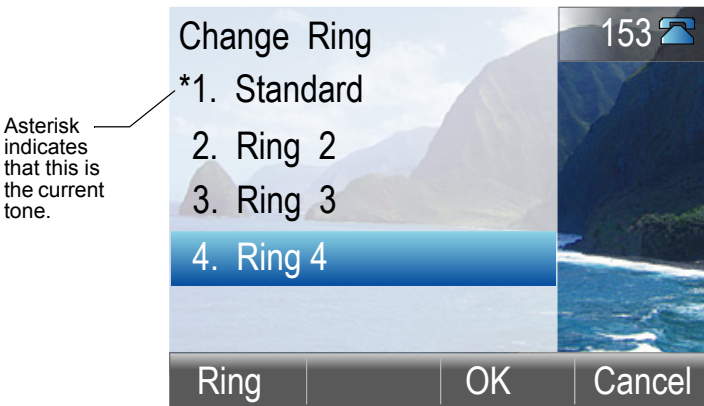 Change Ring
153
*1. Standard
2. Ring 2
3. Ring 3
4. Ring 4
Ring
OK
Cancel
Asterisk
indicates
that this is
the current
tone.